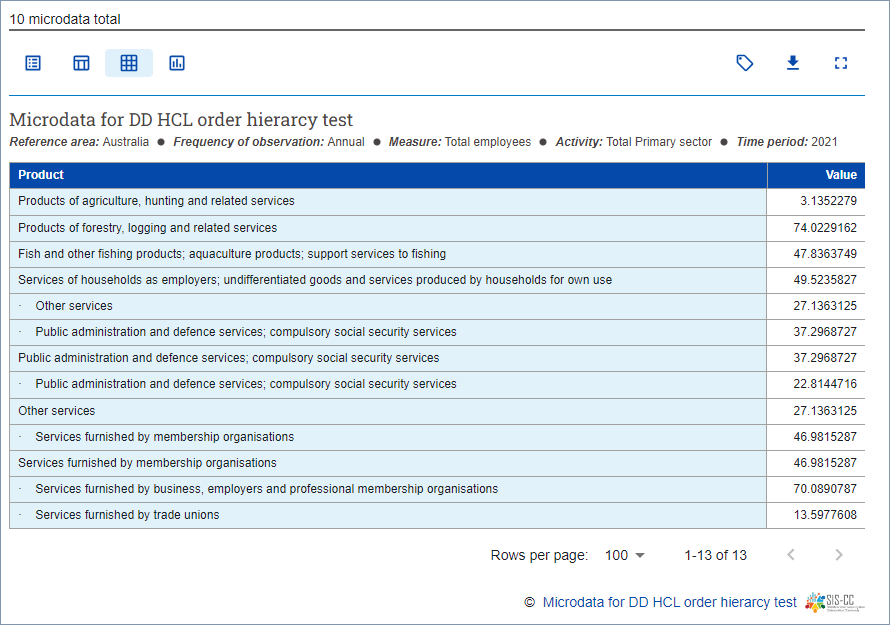 10 microdata total
Microdata for DD HCL order hierarcy test
Reference area: Australia ● Frequency of observation: Annual ● Measure: Total employees ● Activity: Total Primary sector ● Time period: 2021
Product Value
Products of agriculture, hunting and related services 3.1352279
Products of forestry, logging and related services 74.0229162
Fish and other fishing products; aquaculture products; support services to fishing 47.8363749
Services of households as employers; undifferentiated goods and services produced by households for own use 49.5235827
· Other services 27.1363125
· Public administration and defence services; compulsory social security services 37.2968727
Public administration and defence services; compulsory social security services 37.2968727
· Public administration and defence services; compulsory social security services 22.8144716
Other services 27.1363125
· Services furnished by membership organisations 46.9815287
Services furnished by membership organisations 46.9815287
· Services furnished by business, employers and professional membership organisations 70.0890787
· Services furnished by trade unions 13.5977608
Rows per page: 100 1-13 of 13
© Microdata for DD HCL order hierarcy test SIS-CC